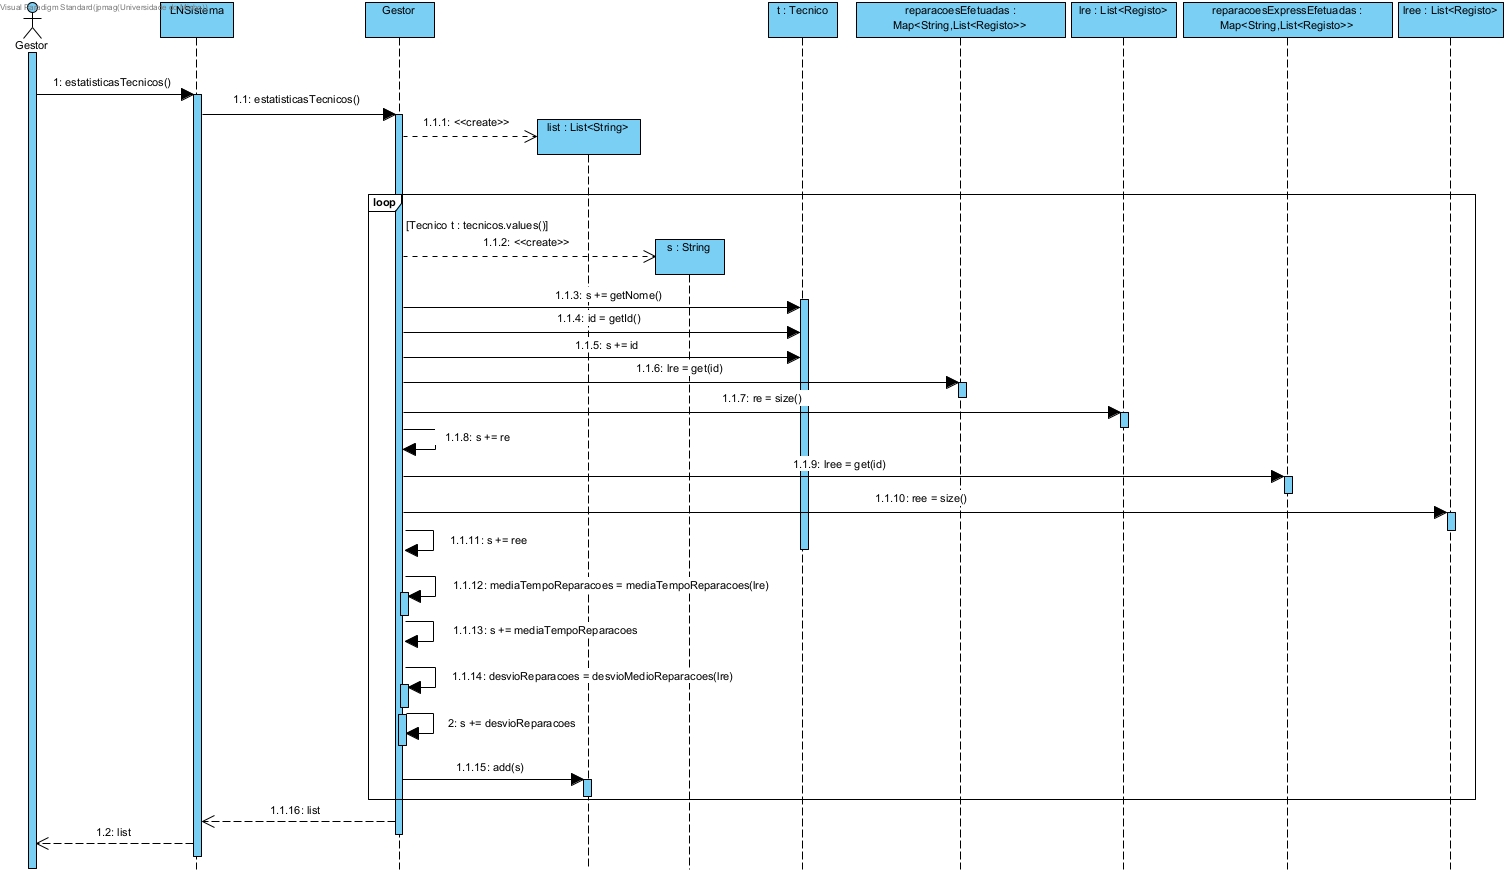 Visual Paradigm Standard(jpmag(Universidade
Gestor
LNSistema
Gestor
t : Tecnico
reparacoesEfetuadas :
Map<String,List<Registo>>
lre : List<Registo>
reparacoesExpressEfetuadas :
Map<String,List<Registo>>
lree : List<Registo>
1: estatisticasTecnicos()
1.1: estatisticasTecnicos()
1.1.1: <<create>>
list : List<String>
loop
[Tecnico t : tecnicos.values()]
1.1.2: <<create>>
s : String
1.1.3: s += getNome()
1.1.4: id = getId()
1.1.5: s += id
1.1.6: lre = get(id)
1.1.7: re = size()
1.1.8: s += re
1.1.9: lree = get(id)
1.1.10: ree = size()
1.1.11: s += ree
1.1.12: mediaTempoReparacoes = mediaTempoReparacoes(lre)
1.1.13: s += mediaTempoReparacoes
1.1.14: desvioReparacoes = desvioMedioReparacoes(lre)
2: s += desvioReparacoes
1.1.15: add(s)
1.1.16: list
1.2: list